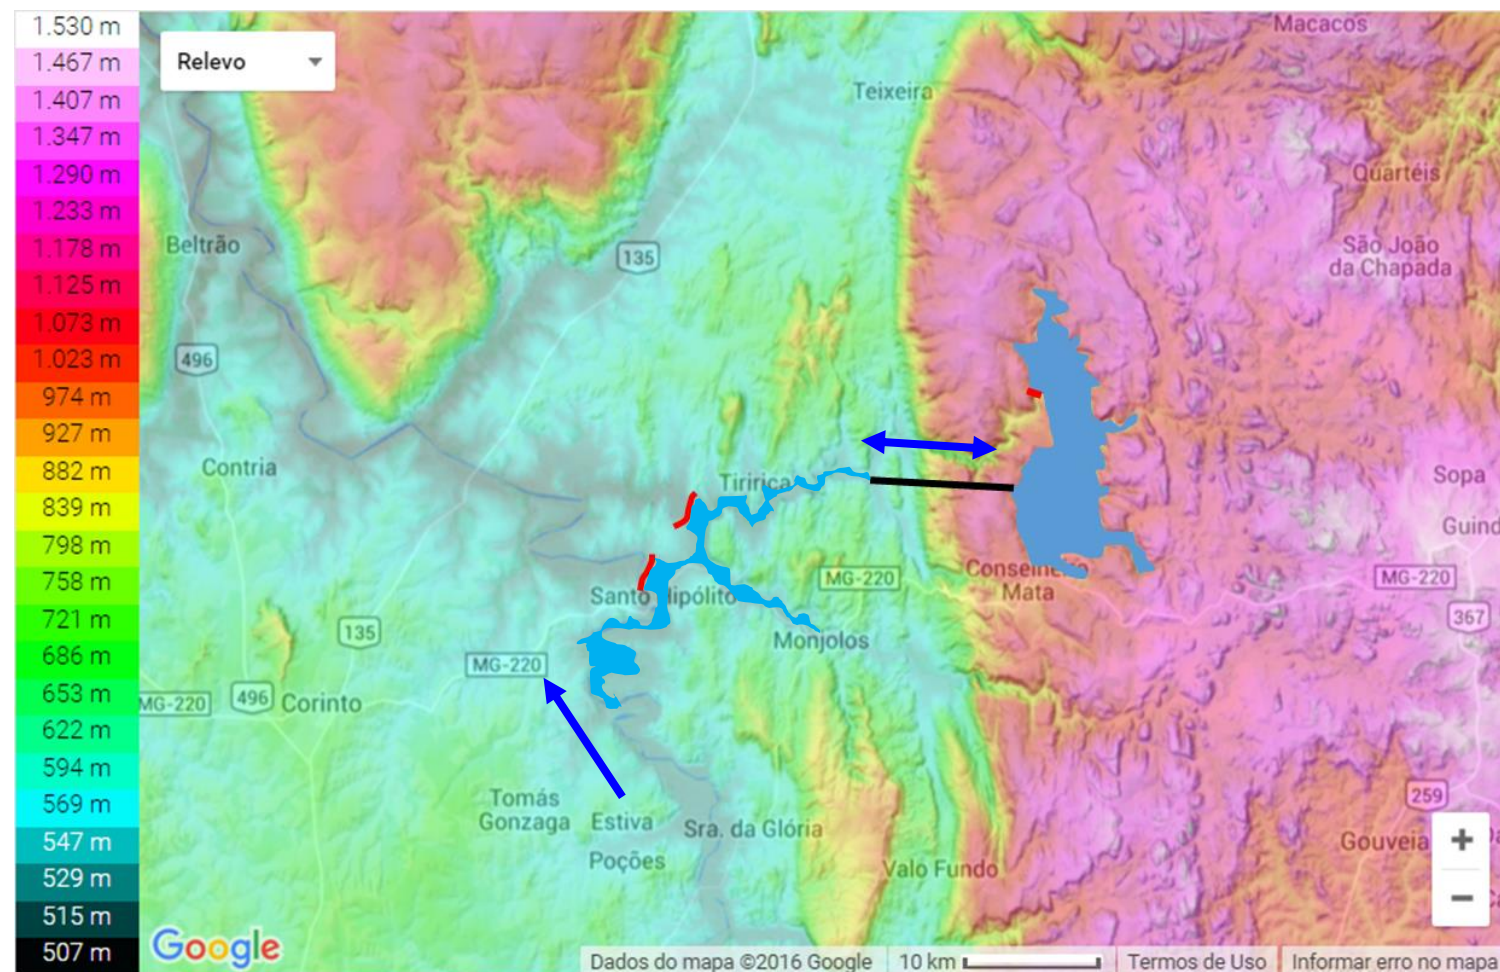 1.530 m
1.467 m
1.407 m
1.347 m
1.290 m
1.233 m
1.178 m
1.125 m
1.073 m
1.023 m
974 m
927 m
882 m
839 m
798 m
758 m
721 m
686 m
653 m
622 m
594 m
569 m
547 m
529 m
515 m
507 m
Relevo
Macacos
Teixeira
Quartéis
Beltrão
135
São João
da Chapada
496
Contria
Tiririca
Sopa
Guind
MG-220
Conselheiro
Mata
MG-220
Santo Hipólito
367
135
Monjolos
MG-220
MG-220
496
Corinto
259
Tomás
Gonzaga
Estiva
Sra. da Glória
Gouveia
Poções
Valo Fundo
+
−
Google
Dados do mapa ©2016 Google
10 km
Termos de Uso
Informar erro no mapa